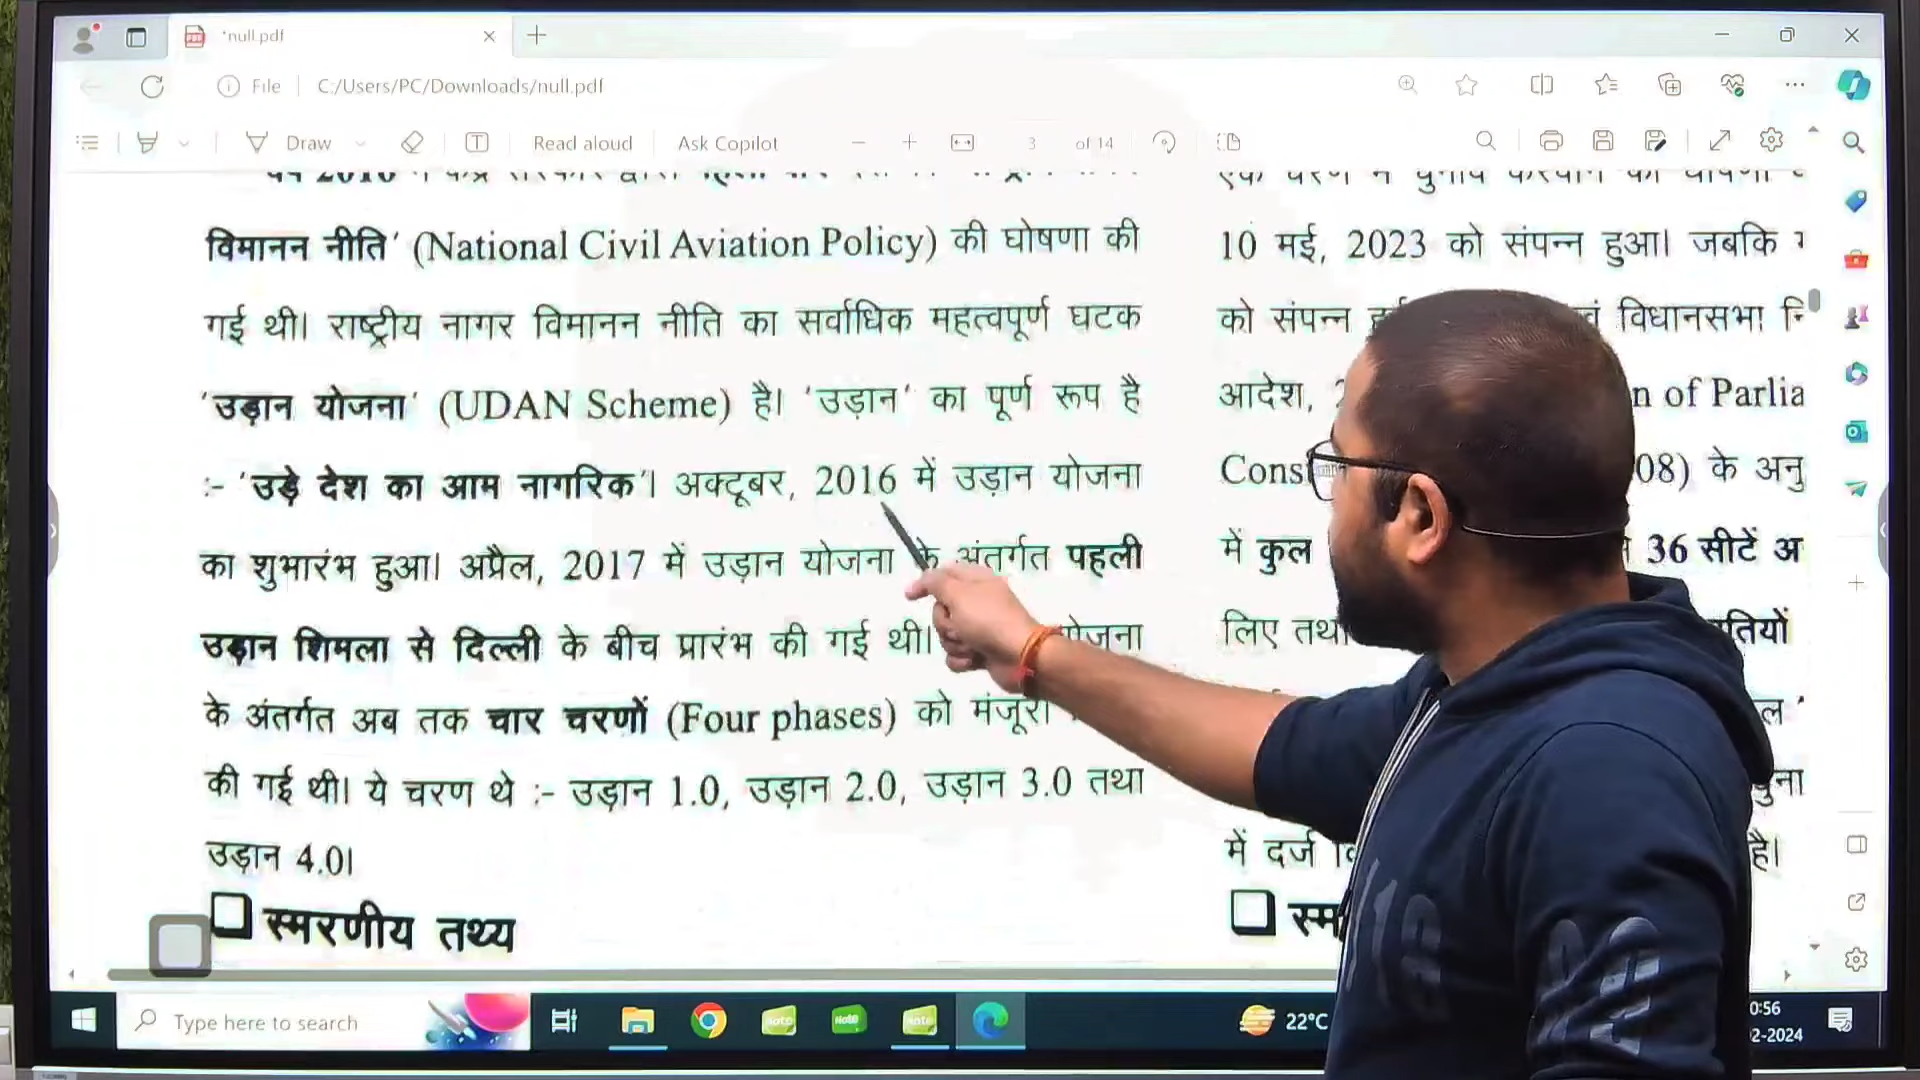 *null.pdf
File
C:/Users/PC/Downloads/null.pdf
Draw
Read aloud
Ask Copilot
3 of 14
विमानन नीति' (National Civil Aviation Policy) की घोषणा की
गई थी। राष्ट्रीय नागर विमानन नीति का सर्वाधिक महत्वपूर्ण घटक
'उड़ान योजना' (UDAN Scheme) है। 'उड़ान' का पूर्ण रूप है
:- 'उड़े देश का आम नागरिक'। अक्टूबर, 2016 में उड़ान योजना
का शुभारंभ हुआ। अप्रैल, 2017 में उड़ान योजना के अंतर्गत पहली
उड़ान शिमला से दिल्ली के बीच प्रारंभ की गई थी।
के अंतर्गत अब तक चार चरणों (Four phases) को
की गई थी। ये चरण थे :- उड़ान 1.0, उड़ान 2.0, उड़ान 3.0 तथा
उड़ान 4.0।
स्मरणीय तथ्य
10 मई, 2023 को संपन्न हुआ। जबकि
को संपन्न विधानसभा
आदेश, n of Parlia
Cons 08) के अनु
में कुल 36 सीटें अ
लिए तथा
में दर्ज है।
Type here to search
22°C
0:56
2-2024